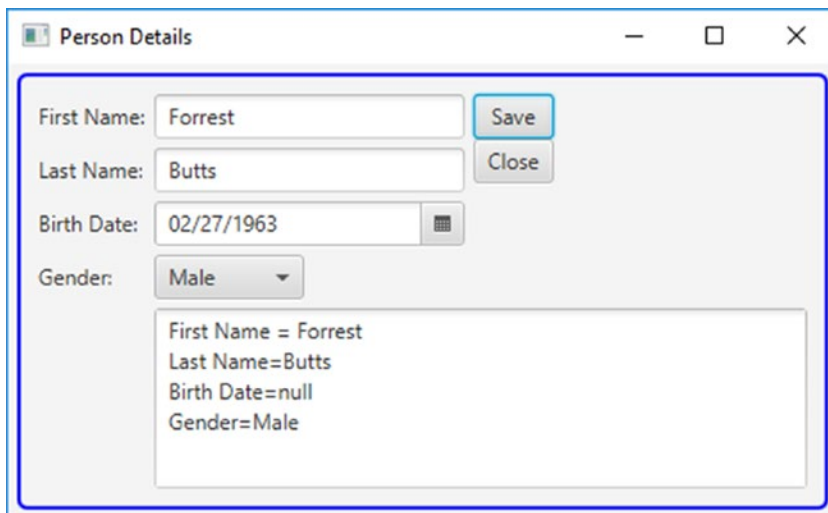 Person Details
First Name: Forrest Save
Last Name: Butts Close
Birth Date: 02/27/1963
Gender: Male
First Name = Forrest
Last Name=Butts
Birth Date=null
Gender=Male